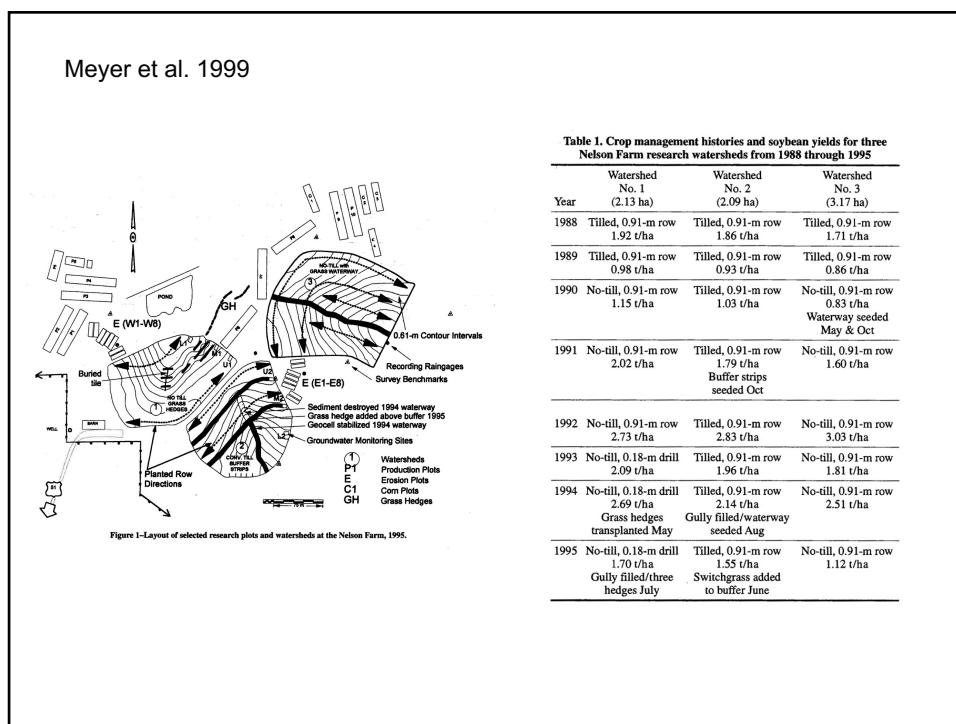 Meyer et al. 1999
NO-TILL with
GRASS WATERWAY
3
POND
GH
E (W1-W8)
0.61-m Contour Intervals
Recording Raingages
Survey Benchmarks
E (E1-E8)
Buried
tile
L1
M1
U1
U2
M2
L2
NO TILL
GRASS
HEDGES
1
Sediment destroyed 1994 waterway
Grass hedge added above buffer 1995
Geocell stabilized 1994 waterway
Groundwater Monitoring Sites
2
CONV. TILL
BUFFER
STRIPS
BARN
WELL
Planted Row
Directions
51
1 Watersheds
P1 Production Plots
E Erosion Plots
C1 Corn Plots
GH Grass Hedges
75 m
Figure 1–Layout of selected research plots and watersheds at the Nelson Farm, 1995.
Table 1. Crop management histories and soybean yields for three
Nelson Farm research watersheds from 1988 through 1995
Watershed Watershed Watershed
No. 1 No. 2 No. 3
Year (2.13 ha) (2.09 ha) (3.17 ha)
1988 Tilled, 0.91-m row Tilled, 0.91-m row Tilled, 0.91-m row
1.92 t/ha 1.86 t/ha 1.71 t/ha
1989 Tilled, 0.91-m row Tilled, 0.91-m row Tilled, 0.91-m row
0.98 t/ha 0.93 t/ha 0.86 t/ha
1990 No-till, 0.91-m row Tilled, 0.91-m row No-till, 0.91-m row
1.15 t/ha 1.03 t/ha 0.83 t/ha
Waterway seeded
May & Oct
1991 No-till, 0.91-m row Tilled, 0.91-m row No-till, 0.91-m row
2.02 t/ha 1.79 t/ha 1.60 t/ha
Buffer strips
seeded Oct
1992 No-till, 0.91-m row Tilled, 0.91-m row No-till, 0.91-m row
2.73 t/ha 2.83 t/ha 3.03 t/ha
1993 No-till, 0.18-m drill Tilled, 0.91-m row No-till, 0.91-m row
2.09 t/ha 1.96 t/ha 1.81 t/ha
1994 No-till, 0.18-m drill Tilled, 0.91-m row No-till, 0.91-m row
2.69 t/ha 2.14 t/ha 2.51 t/ha
Grass hedges Gully filled/waterway
transplanted May seeded Aug
1995 No-till, 0.18-m drill Tilled, 0.91-m row No-till, 0.91-m row
1.70 t/ha 1.55 t/ha 1.12 t/ha
Gully filled/three Switchgrass added
hedges July to buffer June